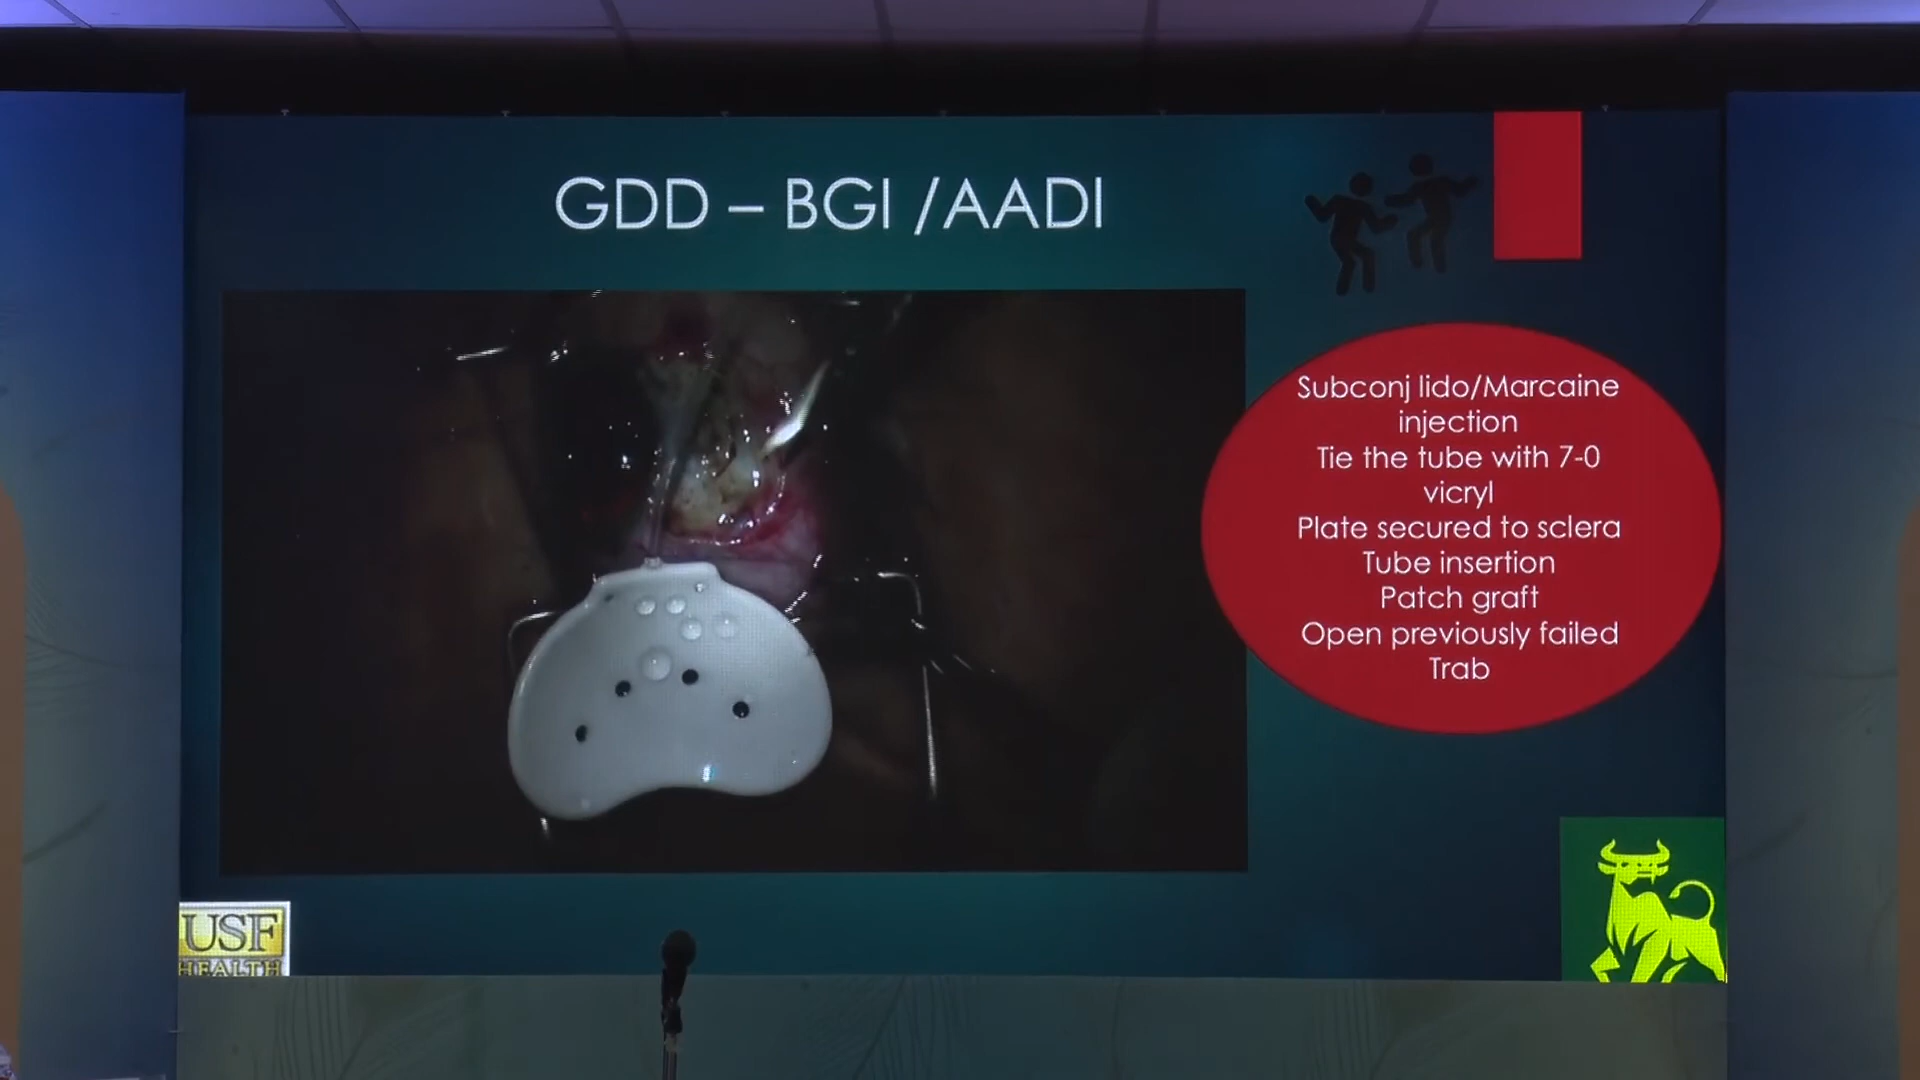 GDD – BGI /AADI
Subconj lido/Marcaine
injection
Tie the tube with 7-0
vicryl
Plate secured to sclera
Tube insertion
Patch graft
Open previously failed
Trab
USF
HEALTH